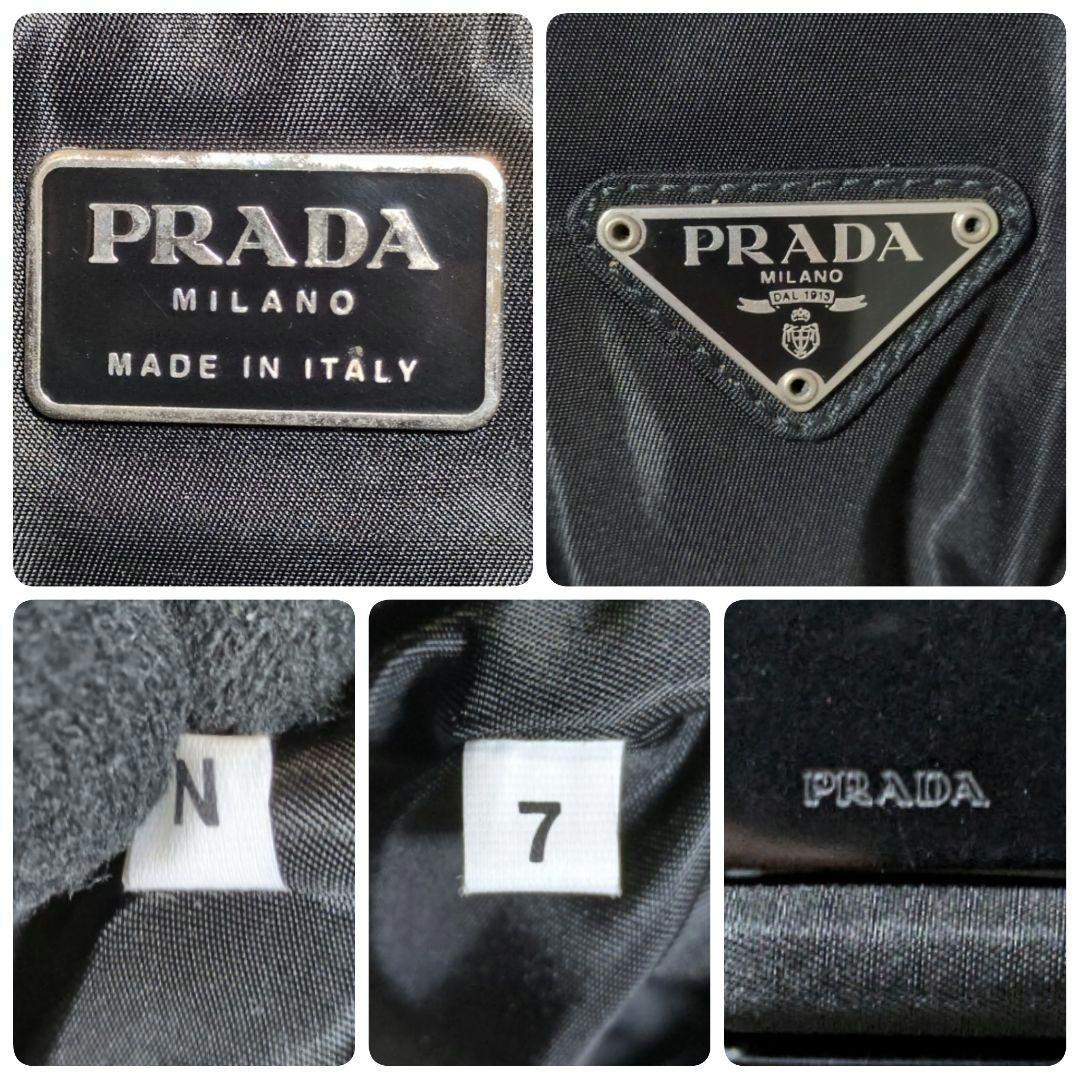 PRADA
MILANO
MADE IN ITALY
PRADA
MILANO
DAL 1913
N
7
PRADA